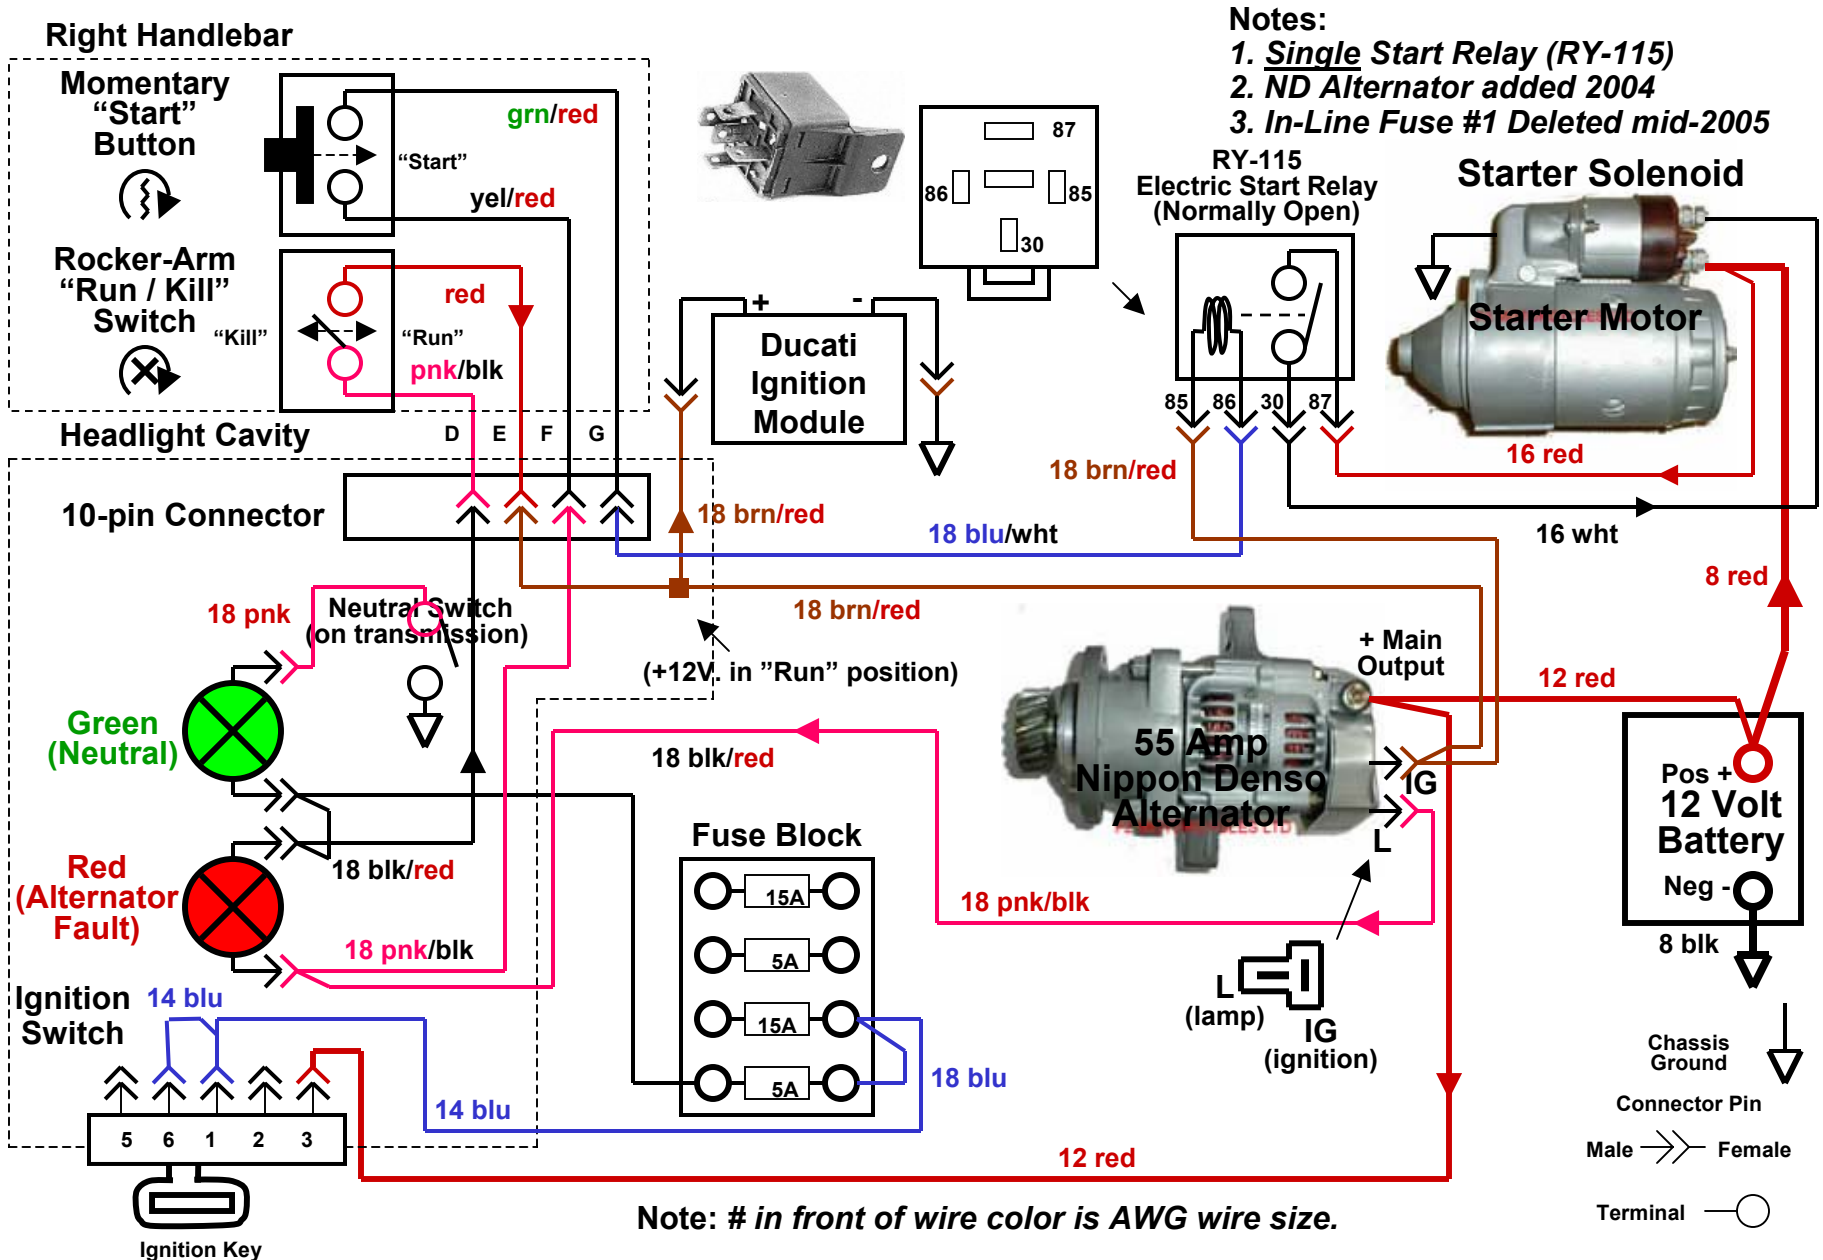 Notes:
1. Single Start Relay (RY-115)
2. ND Alternator added 2004
3. In-Line Fuse #1 Deleted mid-2005
Right Handlebar
Momentary
“Start”
Button
grn/red
“Start”
yel/red
Rocker-Arm
“Run / Kill”
Switch
“Kill”
“Run”
red
pnk/blk
87
86
85
30
RY-115
Electric Start Relay
(Normally Open)
85
86
30
87
Starter Solenoid
Starter Motor
+
-
Ducati
Ignition
Module
Headlight Cavity
D
E
F
G
10-pin Connector
18 brn/red
18 blu/wht
18 brn/red
16 red
16 wht
8 red
18 pnk
Neutral Switch
(on transmission)
18 brn/red
(+12V. in ”Run” position)
Green
(Neutral)
18 blk/red
+ Main
Output
12 red
55 Amp
Nippon Denso
Alternator
IG
L
Pos +
12 Volt
Battery
Neg -
8 blk
Red
(Alternator
Fault)
18 blk/red
18 pnk/blk
Fuse Block
15A
5A
15A
5A
18 pnk/blk
L
(lamp)
IG
(ignition)
Ignition
Switch
14 blu
14 blu
18 blu
5
6
1
2
3
Ignition Key
12 red
Chassis
Ground
Connector Pin
Male
Female
Terminal
Note: # in front of wire color is AWG wire size.